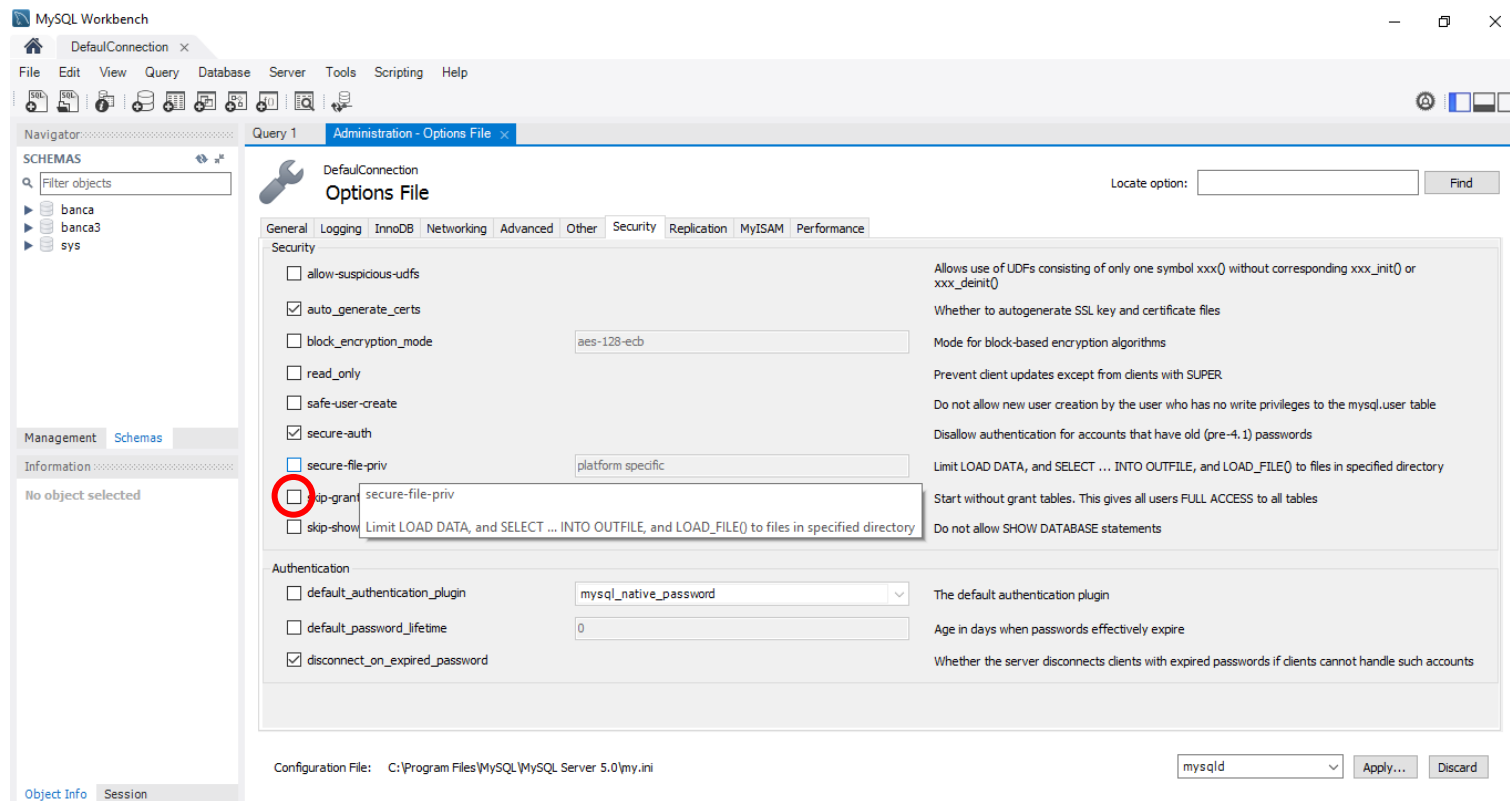 MySQL Workbench
DefaulConnection
File Edit View Query Database Server Tools Scripting Help
Navigator
SCHEMAS
Filter objects
banca
banca3
sys
Management Schemas
Information
No object selected
Object Info Session
Query 1 Administration - Options File
DefaulConnection
Options File
Locate option: Find
General Logging InnoDB Networking Advanced Other Security Replication MyISAM Performance
Security
allow-suspicious-udfs Allows use of UDFs consisting of only one symbol xxx() without corresponding xxx_init() or
xxx_deinit()
auto_generate_certs Whether to autogenerate SSL key and certificate files
block_encryption_mode aes-128-ecb Mode for block-based encryption algorithms
read_only Prevent client updates except from clients with SUPER
safe-user-create Do not allow new user creation by the user who has no write privileges to the mysql.user table
secure-auth Disallow authentication for accounts that have old (pre-4.1) passwords
secure-file-priv platform specific Limit LOAD DATA, and SELECT ... INTO OUTFILE, and LOAD_FILE() to files in specified directory
skip-grant Start without grant tables. This gives all users FULL ACCESS to all tables
secure-file-priv
Limit LOAD DATA, and SELECT ... INTO OUTFILE, and LOAD_FILE() to files in specified directory
skip-show Do not allow SHOW DATABASE statements
Authentication
default_authentication_plugin mysql_native_password The default authentication plugin
default_password_lifetime 0 Age in days when passwords effectively expire
disconnect_on_expired_password Whether the server disconnects clients with expired passwords if clients cannot handle such accounts
Configuration File: C:\Program Files\MySQL\MySQL Server 5.0\my.ini mysqld Apply... Discard